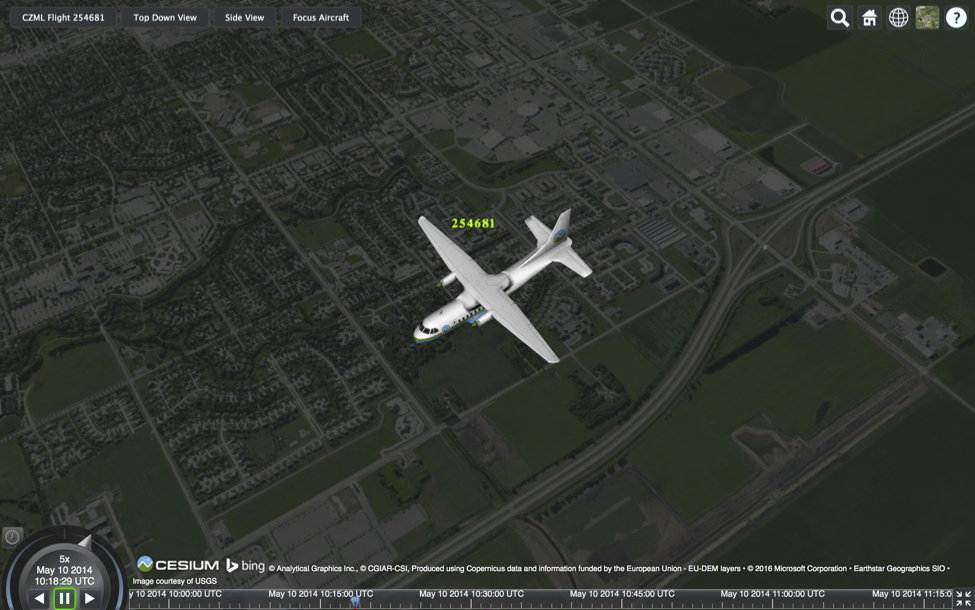 CZML Flight 254681 Top Down View Side View Focus Aircraft ?
254681
5x
May 10 2014
10:18:29 UTC
CESIUM bing © Analytical Graphics Inc., © CGIAR-CSI, Produced using Copernicus data and information funded by the European Union - EU-DEM layers • © 2016 Microsoft Corporation • Earthstar Geographics SIO •
Image courtesy of USGS
y 10 2014 10:00:00 UTC May 10 2014 10:15:00 UTC May 10 2014 10:30:00 UTC May 10 2014 10:45:00 UTC May 10 2014 11:00:00 UTC May 10 2014 11:15:0